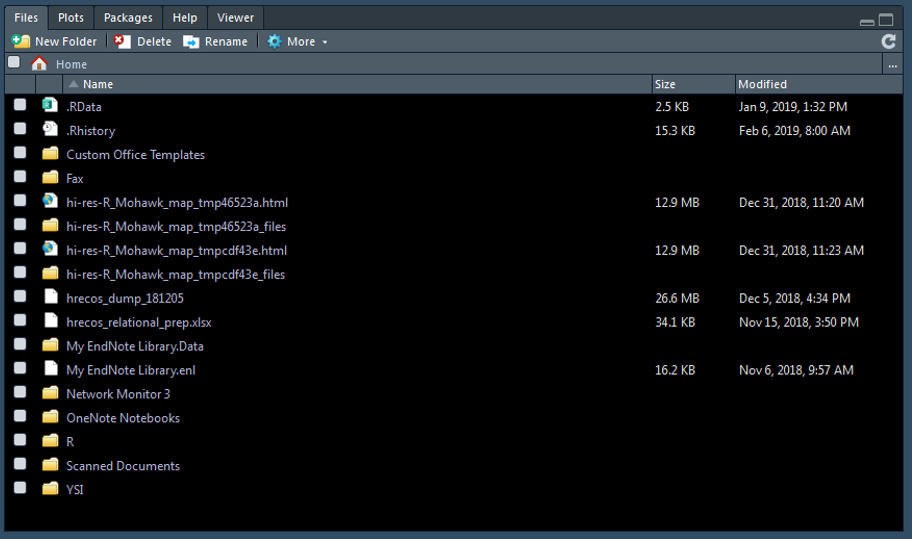 Files Plots Packages Help Viewer
New Folder Delete Rename More
Home ...
Name Size Modified
.RData 2.5 KB Jan 9, 2019, 1:32 PM
.Rhistory 15.3 KB Feb 6, 2019, 8:00 AM
Custom Office Templates
Fax
hi-res-R_Mohawk_map_tmp46523a.html 12.9 MB Dec 31, 2018, 11:20 AM
hi-res-R_Mohawk_map_tmp46523a_files
hi-res-R_Mohawk_map_tmpcdf43e.html 12.9 MB Dec 31, 2018, 11:23 AM
hi-res-R_Mohawk_map_tmpcdf43e_files
hrecos_dump_181205 26.6 MB Dec 5, 2018, 4:34 PM
hrecos_relational_prep.xlsx 34.1 KB Nov 15, 2018, 3:50 PM
My EndNote Library.Data
My EndNote Library.enl 16.2 KB Nov 6, 2018, 9:57 AM
Network Monitor 3
OneNote Notebooks
R
Scanned Documents
YSI